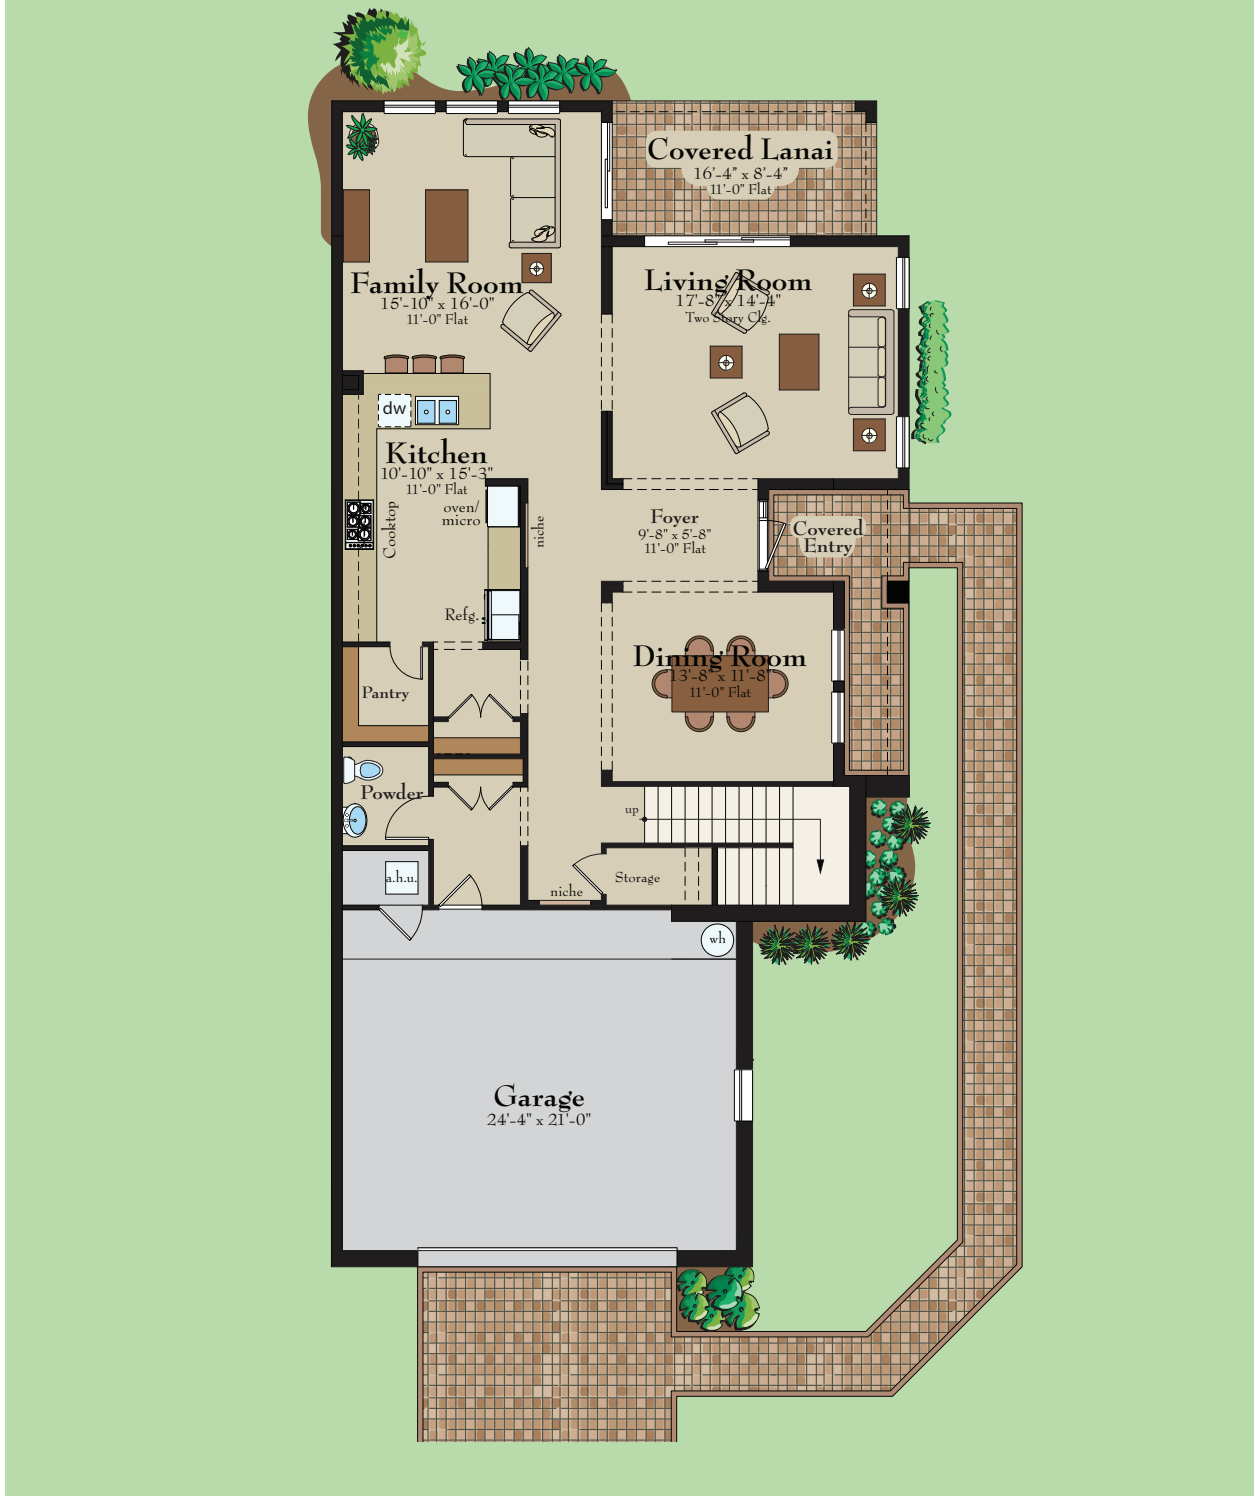 Covered Lanai
16'-4" x 8'-4"
11'-0" Flat
Family Room
15'-10" x 16'-0"
11'-0" Flat
Living Room
17'-8" x 14'-4"
Two Story Clg.
dw
Kitchen
10'-10" x 15'-3"
11'-0" Flat
oven/
micro
Cooktop
niche
Foyer
9'-8" x 5'-8"
11'-0" Flat
Covered
Entry
Refg.
Dining Room
13'-8" x 11'-8"
11'-0" Flat
Pantry
Powder
up
a.h.u.
Storage
niche
wh
Garage
24'-4" x 21'-0"